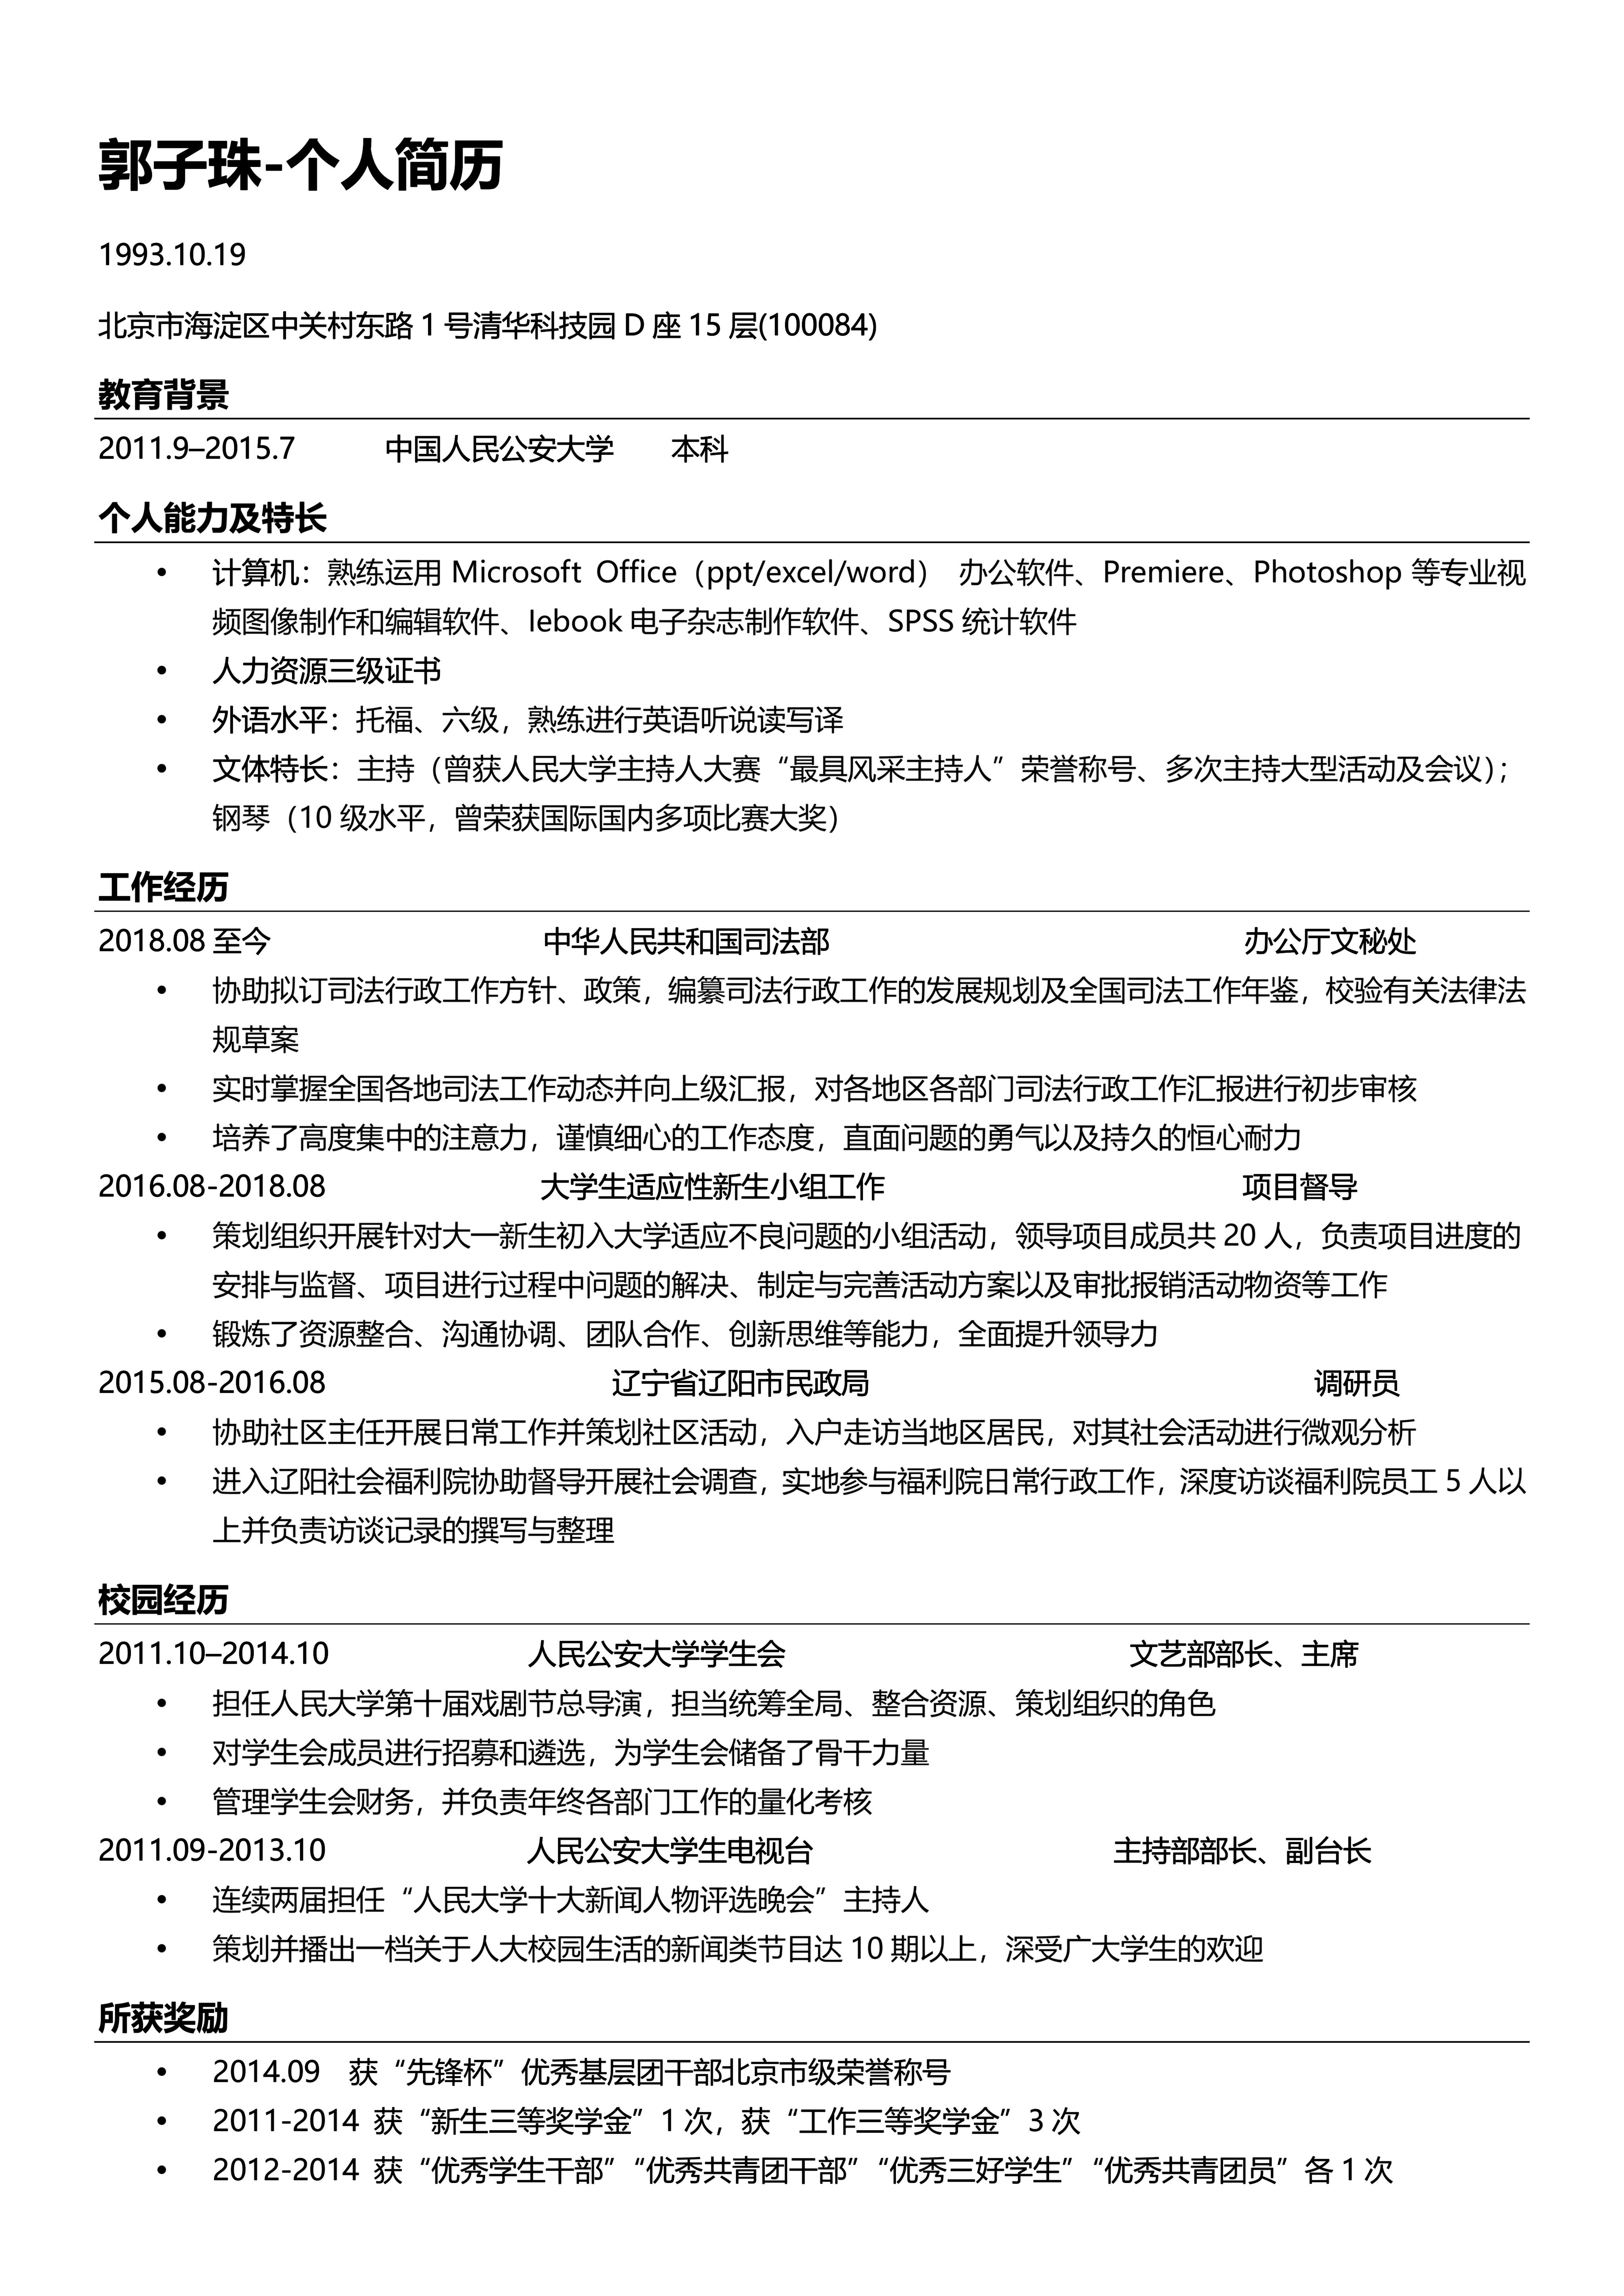 郭子珠-个人简历
1993.10.19
北京市海淀区中关村东路 1 号清华科技园 D 座 15 层(100084)
教育背景
2011.9–2015.7 中国人民公安大学 本科
个人能力及特长
• 计算机：熟练运用 Microsoft Office（ppt/excel/word） 办公软件、Premiere、Photoshop 等专业视
频图像制作和编辑软件、Iebook 电子杂志制作软件、SPSS 统计软件
• 人力资源三级证书
• 外语水平：托福、六级，熟练进行英语听说读写译
• 文体特长：主持（曾获人民大学主持人大赛“最具风采主持人”荣誉称号、多次主持大型活动及会议）；
钢琴（10 级水平，曾荣获国际国内多项比赛大奖）
工作经历
2018.08 至今 中华人民共和国司法部 办公厅文秘处
• 协助拟订司法行政工作方针、政策，编纂司法行政工作的发展规划及全国司法工作年鉴，校验有关法律法
规草案
• 实时掌握全国各地司法工作动态并向上级汇报，对各地区各部门司法行政工作汇报进行初步审核
• 培养了高度集中的注意力，谨慎细心的工作态度，直面问题的勇气以及持久的恒心耐力
2016.08-2018.08 大学生适应性新生小组工作 项目督导
• 策划组织开展针对大一新生初入大学适应不良问题的小组活动，领导项目成员共 20 人，负责项目进度的
安排与监督、项目进行过程中问题的解决、制定与完善活动方案以及审批报销活动物资等工作
• 锻炼了资源整合、沟通协调、团队合作、创新思维等能力，全面提升领导力
2015.08-2016.08 辽宁省辽阳市民政局 调研员
• 协助社区主任开展日常工作并策划社区活动，入户走访当地区居民，对其社会活动进行微观分析
• 进入辽阳社会福利院协助督导开展社会调查，实地参与福利院日常行政工作，深度访谈福利院员工 5 人以
上并负责访谈记录的撰写与整理
校园经历
2011.10–2014.10 人民公安大学学生会 文艺部部长、主席
• 担任人民大学第十届戏剧节总导演，担当统筹全局、整合资源、策划组织的角色
• 对学生会成员进行招募和遴选，为学生会储备了骨干力量
• 管理学生会财务，并负责年终各部门工作的量化考核
2011.09-2013.10 人民公安大学生电视台 主持部部长、副台长
• 连续两届担任“人民大学十大新闻人物评选晚会”主持人
• 策划并播出一档关于人大校园生活的新闻类节目达 10 期以上，深受广大学生的欢迎
所获奖励
• 2014.09 获“先锋杯”优秀基层团干部北京市级荣誉称号
• 2011-2014 获“新生三等奖学金”1 次，获“工作三等奖学金”3 次
• 2012-2014 获“优秀学生干部”“优秀共青团干部”“优秀三好学生”“优秀共青团员”各 1 次